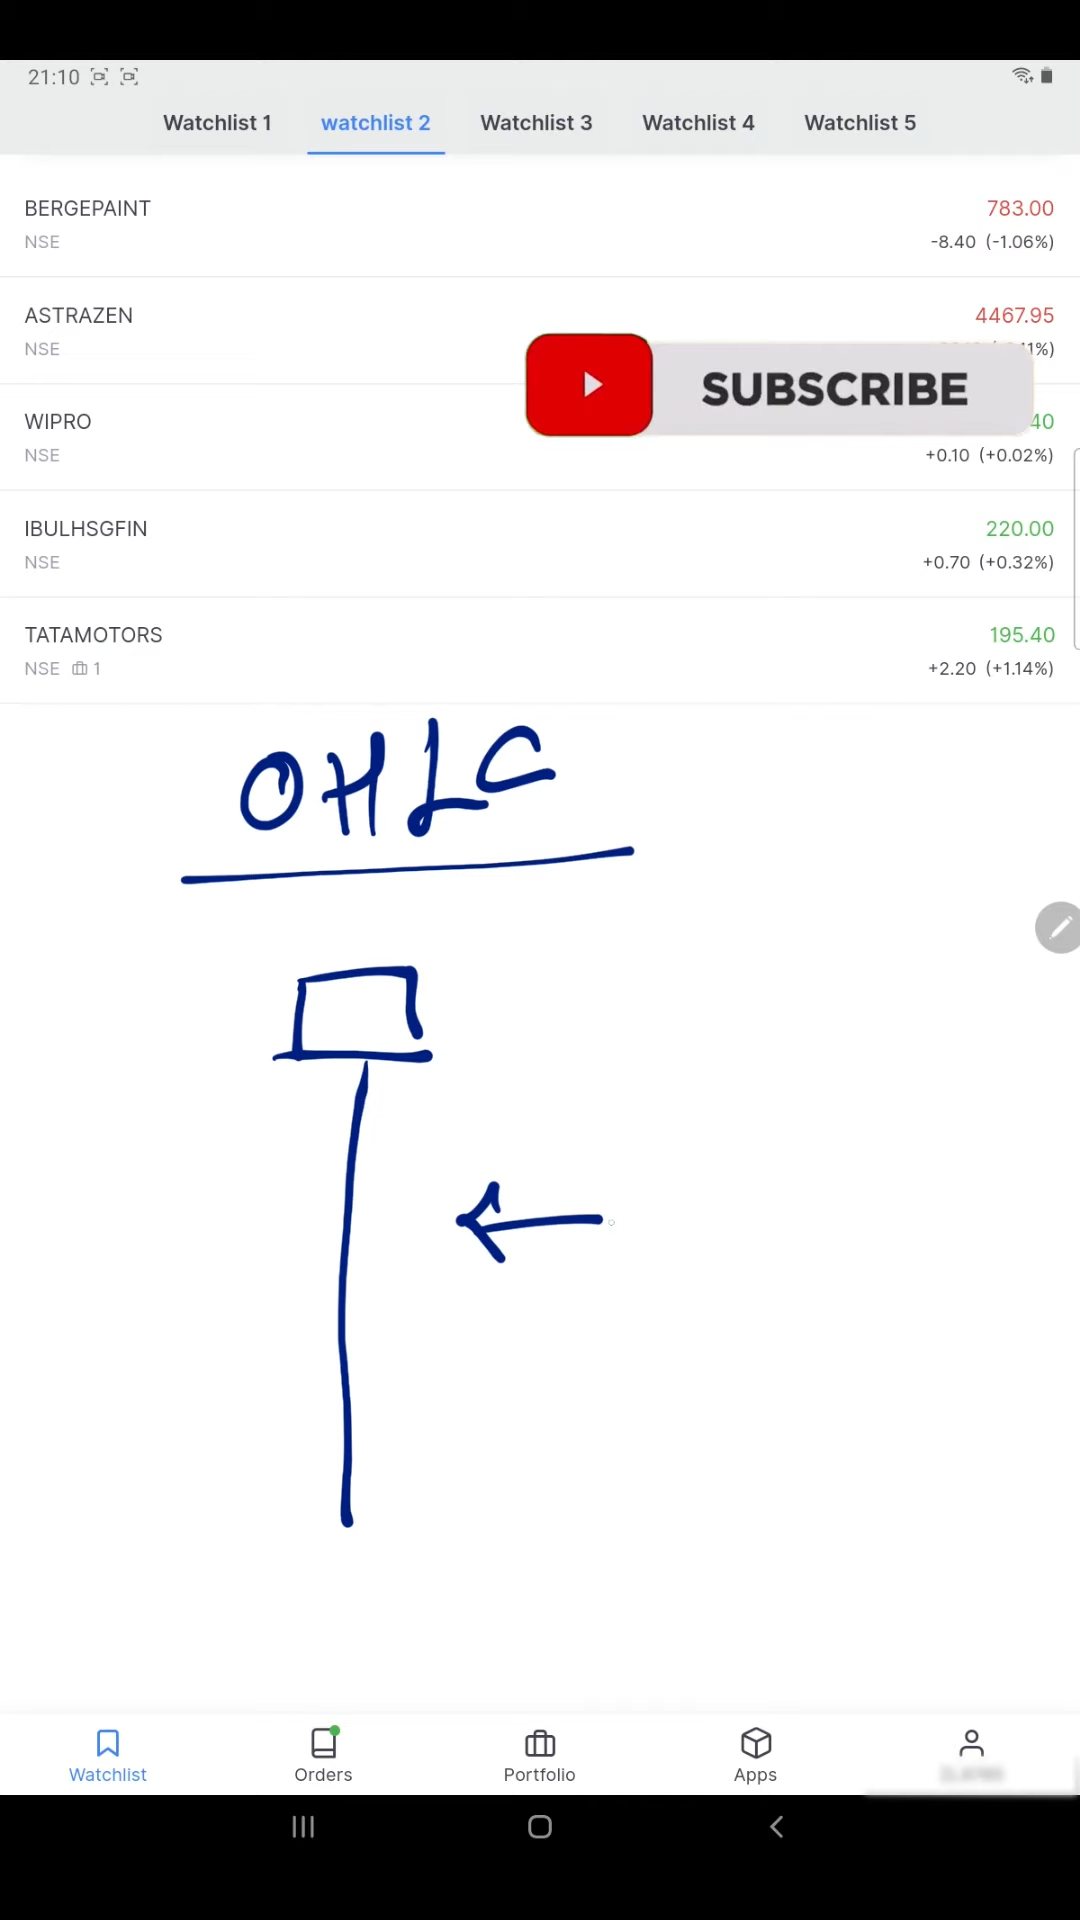 21:10
Watchlist 1 watchlist 2 Watchlist 3 Watchlist 4 Watchlist 5
BERGEPAINT 783.00
NSE -8.40 (-1.06%)
ASTRAZEN 4467.95
NSE
SUBSCRIBE
WIPRO 40
NSE +0.10 (+0.02%)
IBULHSGFIN 220.00
NSE +0.70 (+0.32%)
TATAMOTORS 195.40
NSE 1 +2.20 (+1.14%)
OHLC
Watchlist Orders Portfolio Apps